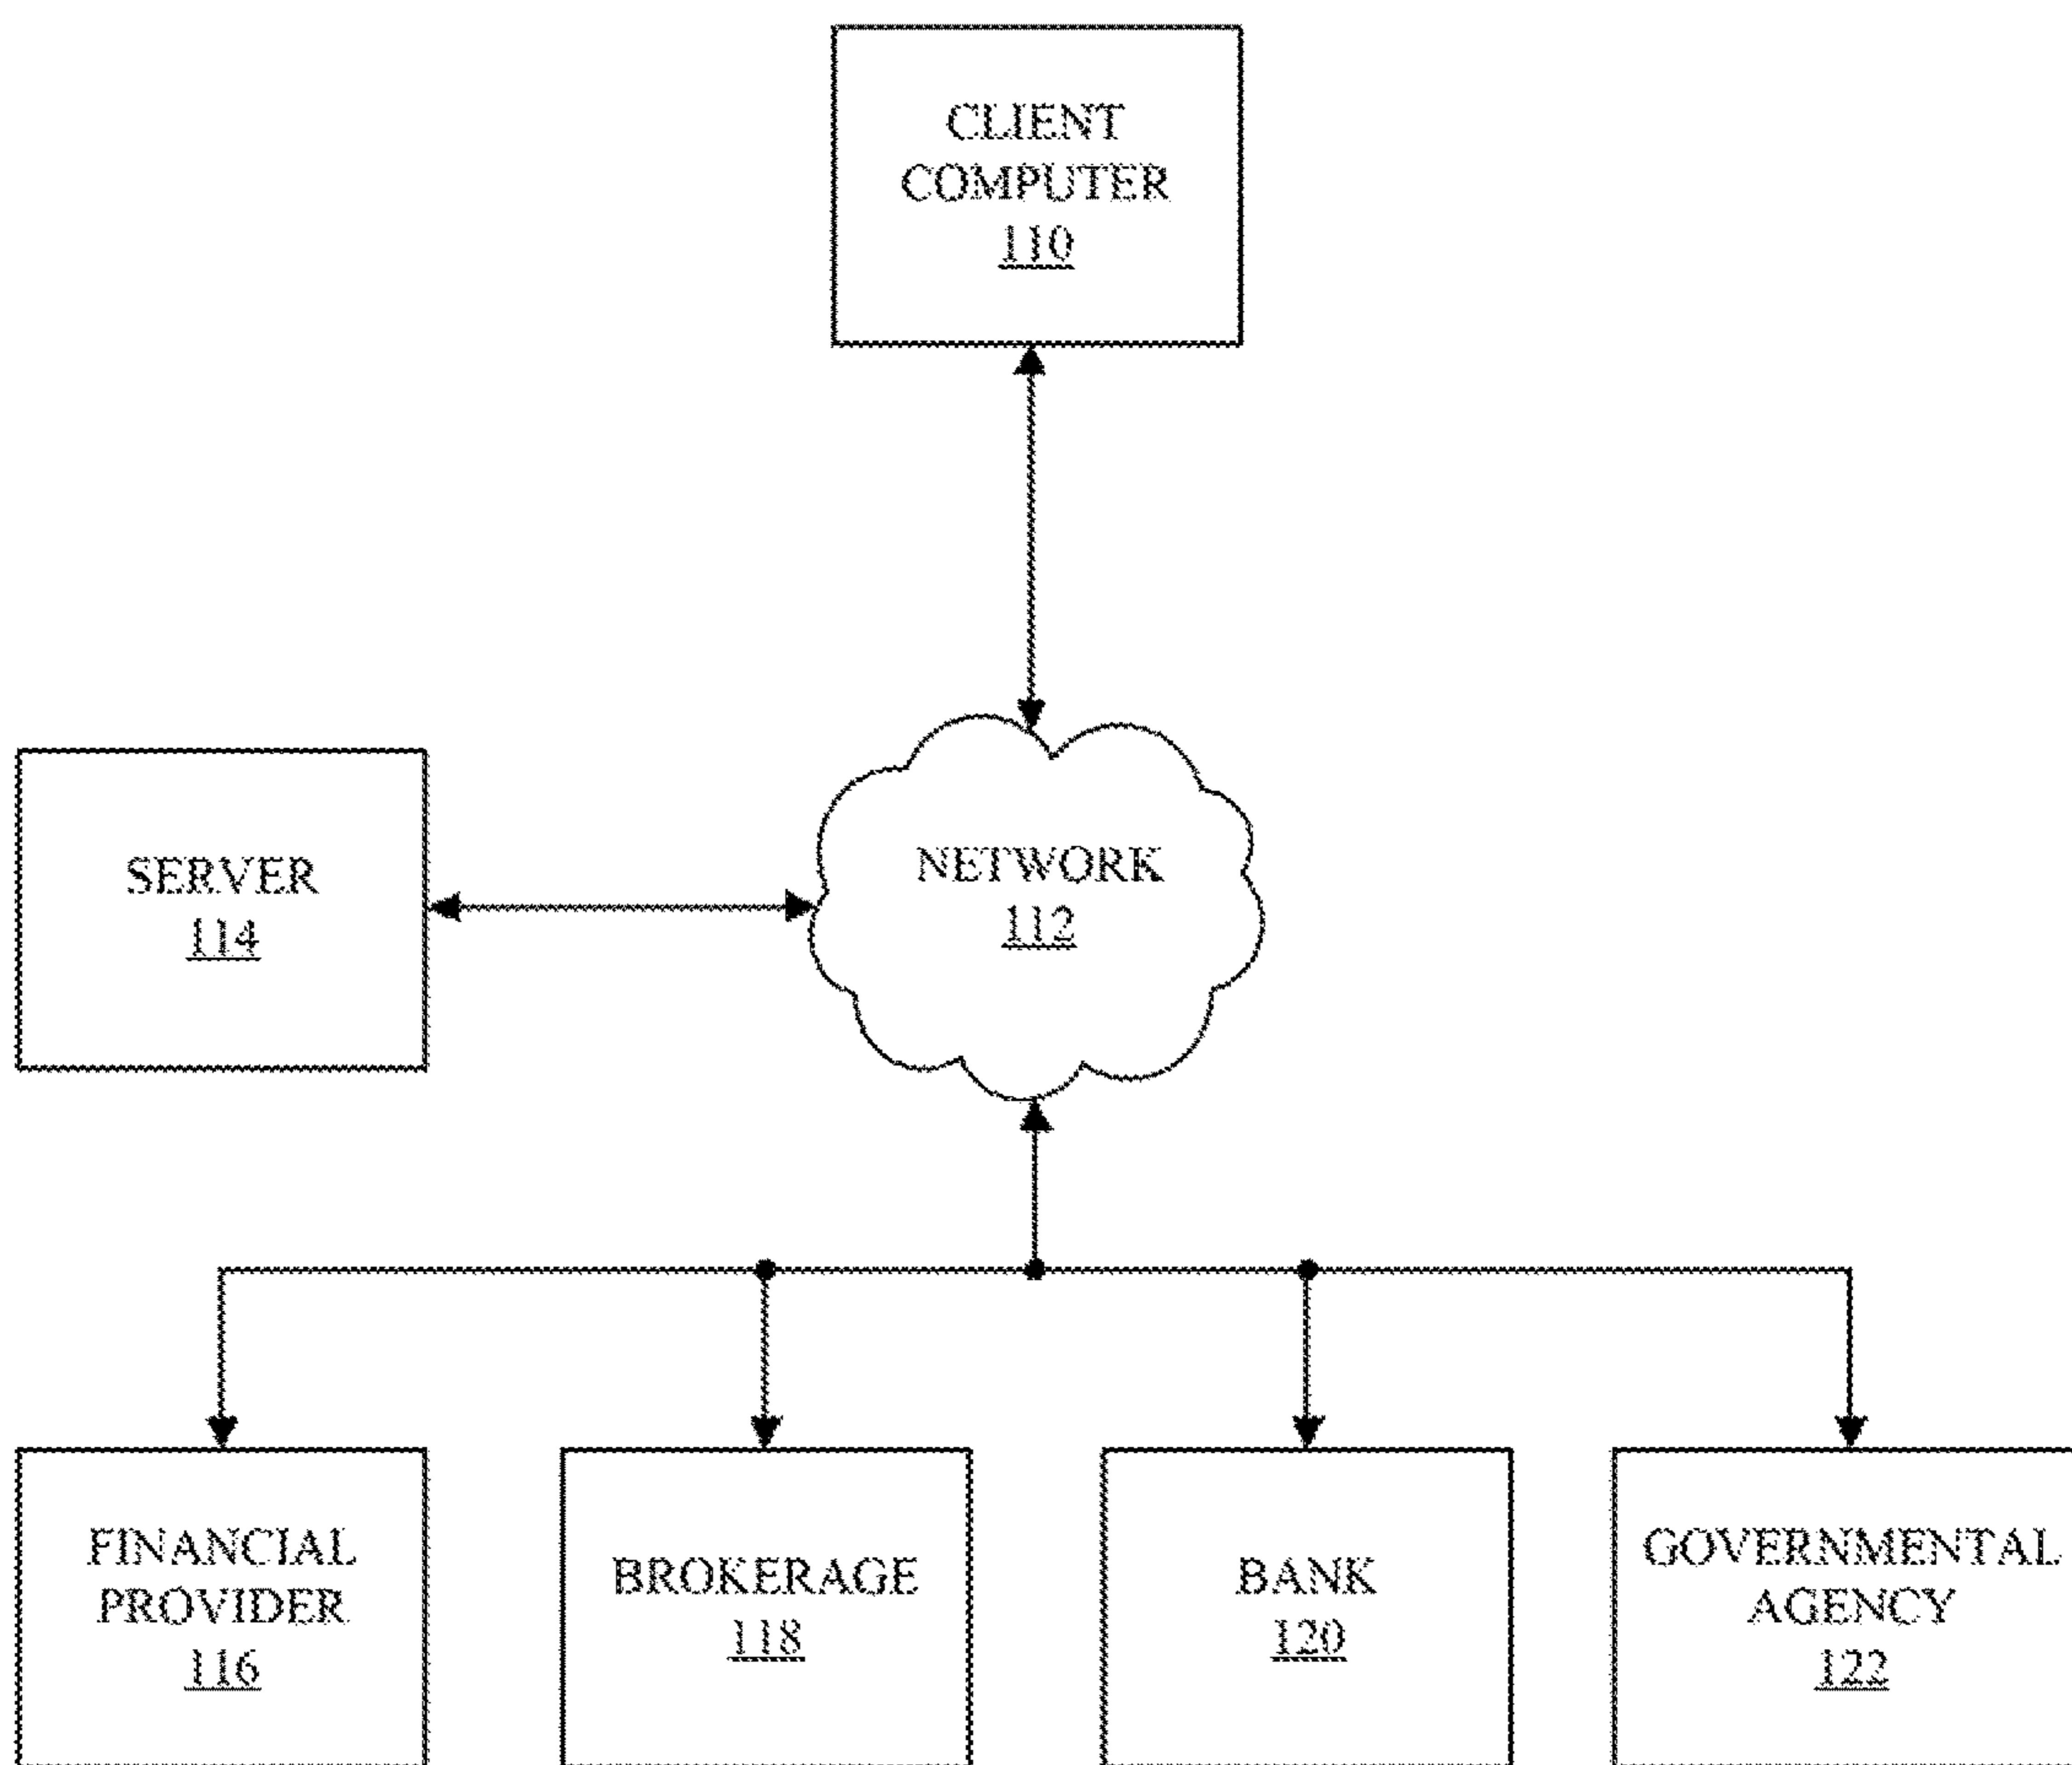 CLIENT
COMPUTER
110
SERVER
114
NETWORK
112
FINANCIAL
PROVIDER
116
BROKERAGE
118
BANK
120
GOVERNMENTAL
AGENCY
122